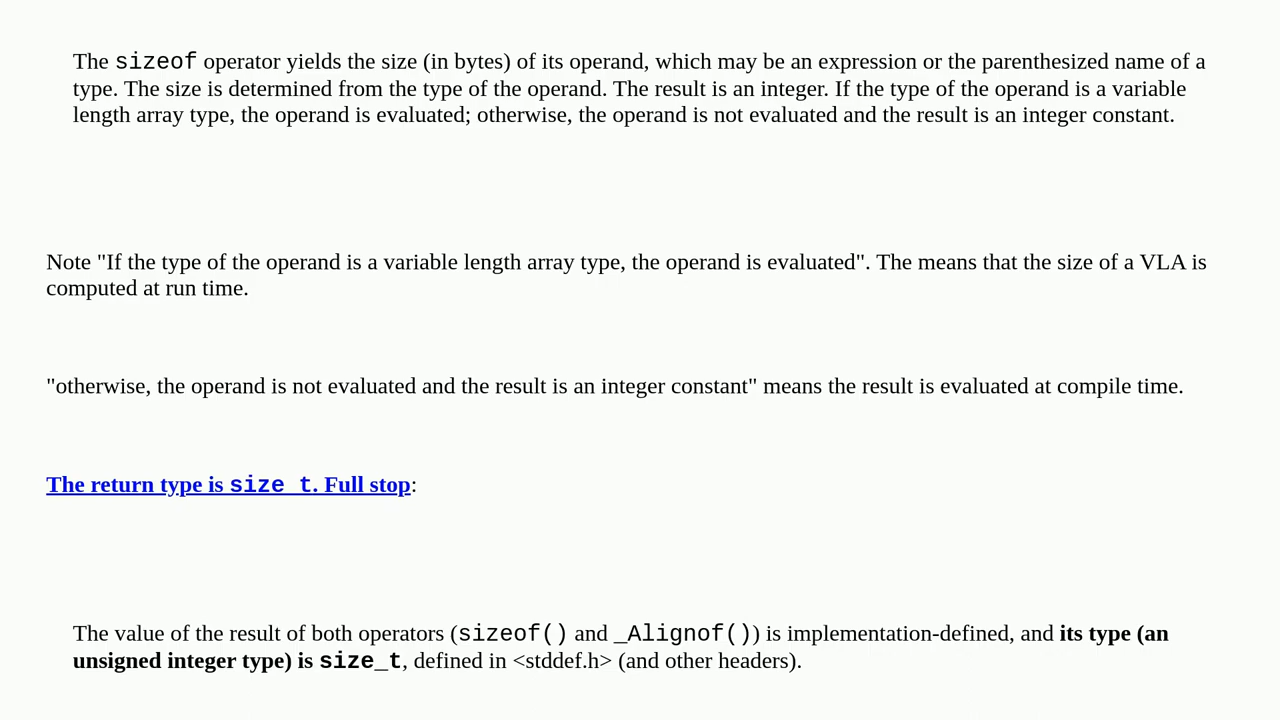 The sizeof operator yields the size (in bytes) of its operand, which may be an expression or the parenthesized name of a
type. The size is determined from the type of the operand. The result is an integer. If the type of the operand is a variable
length array type, the operand is evaluated; otherwise, the operand is not evaluated and the result is an integer constant.
Note "If the type of the operand is a variable length array type, the operand is evaluated". The means that the size of a VLA is
computed at run time.
"otherwise, the operand is not evaluated and the result is an integer constant" means the result is evaluated at compile time.
The return type is size_t. Full stop:
The value of the result of both operators (sizeof() and _Alignof()) is implementation-defined, and its type (an
unsigned integer type) is size_t, defined in <stddef.h> (and other headers).